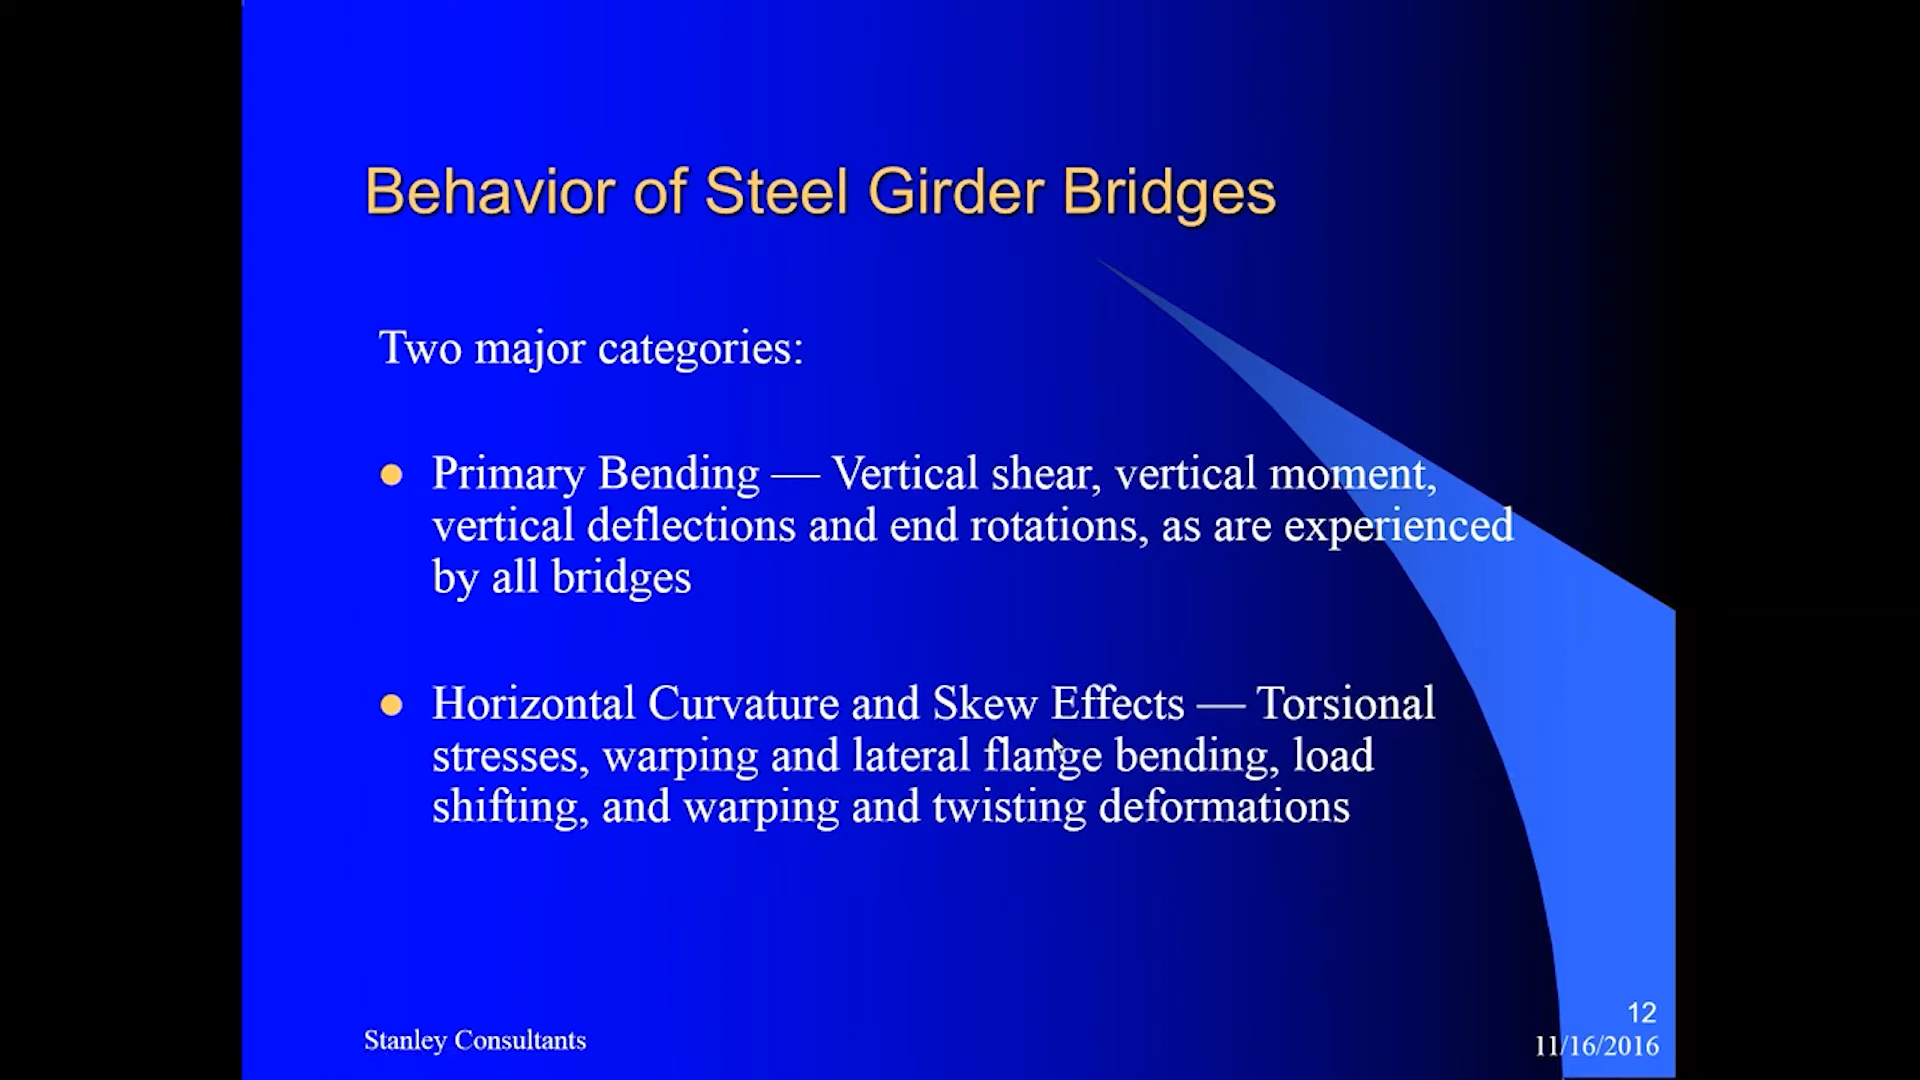 Behavior of Steel Girder Bridges
Two major categories:
Primary Bending — Vertical shear, vertical moment,
vertical deflections and end rotations, as are experienced
by all bridges
Horizontal Curvature and Skew Effects — Torsional
stresses, warping and lateral flange bending, load
shifting, and warping and twisting deformations
Stanley Consultants
12
11/16/2016